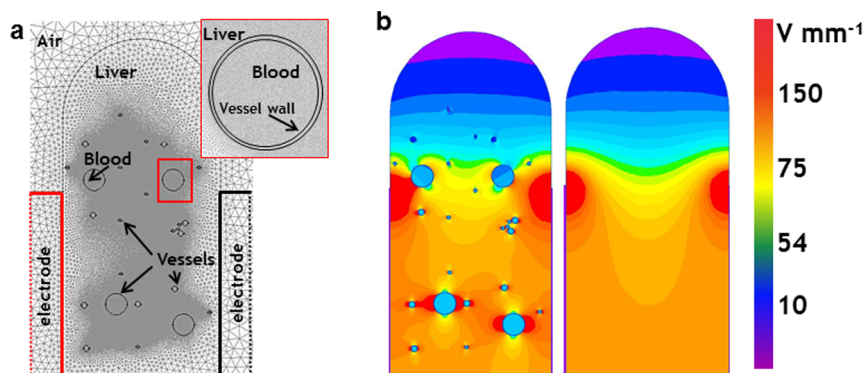 a
Air
Liver
Blood
Liver
Blood
Vessel wall
Vessels
electrode
electrode
b
V mm⁻¹
150
75
54
10